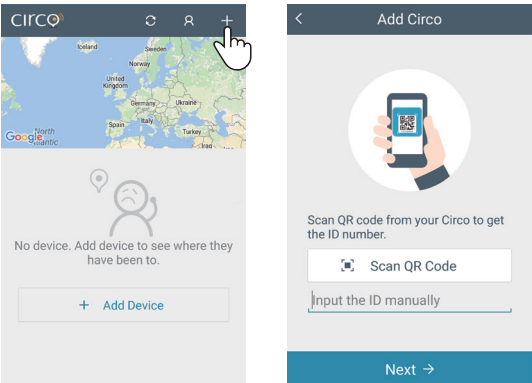 circo
Iceland
Sweden
Norway
United
Kingdom
Germany
Ukraine
Spain
Italy
Turkey
Iraq
Google
North
Atlantic
No device. Add device to see where they
have been to.
+ Add Device
Add Circo
Scan QR code from your Circo to get
the ID number.
Scan QR Code
Input the ID manually
Next →